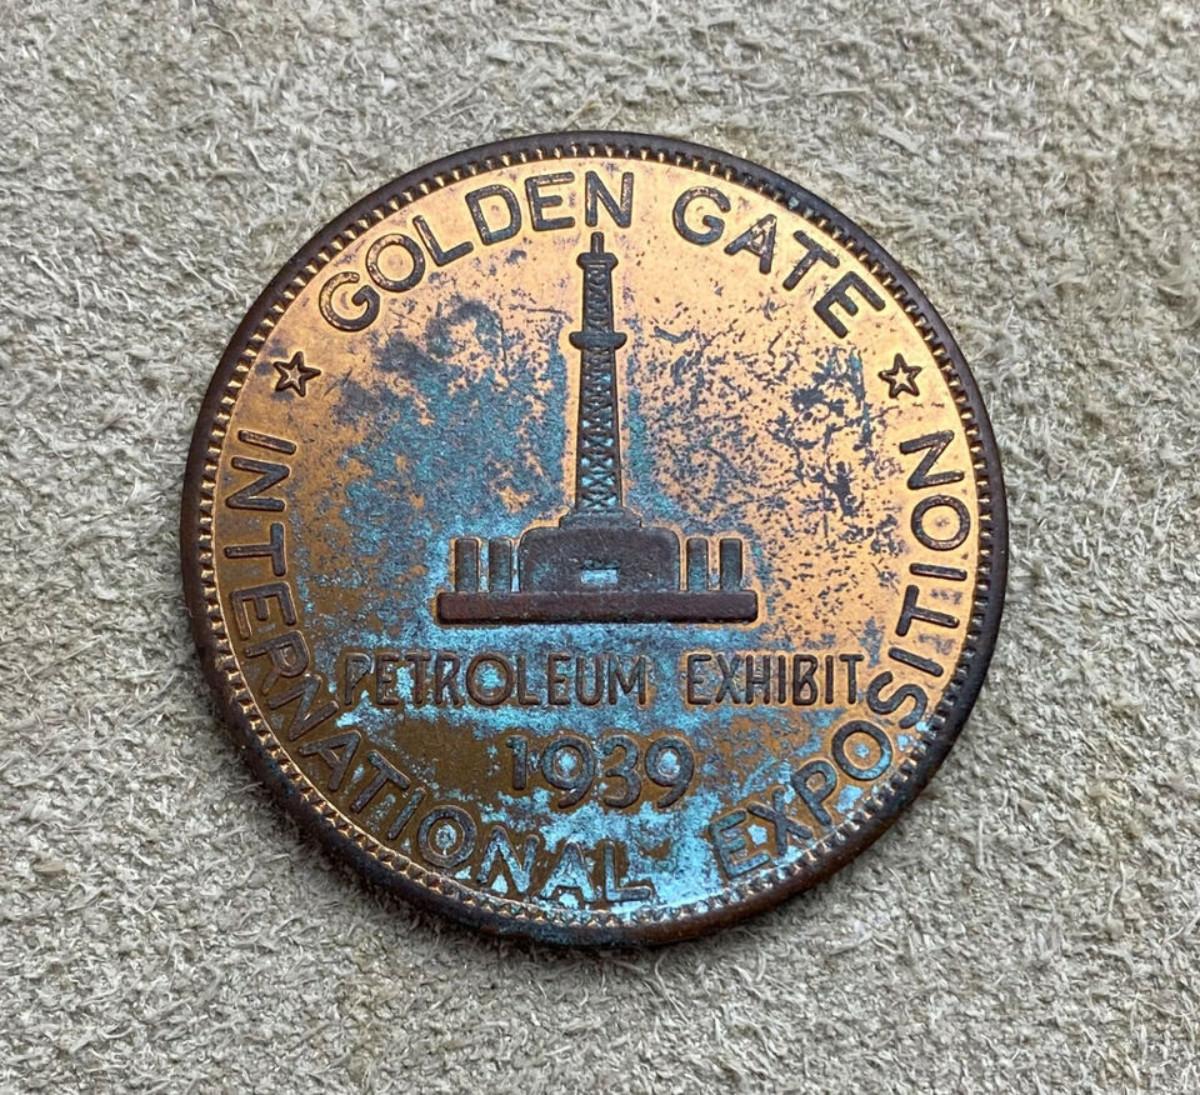 GOLDEN GATE
INTERNATIONAL EXPOSITION
PETROLEUM EXHIBIT
1939